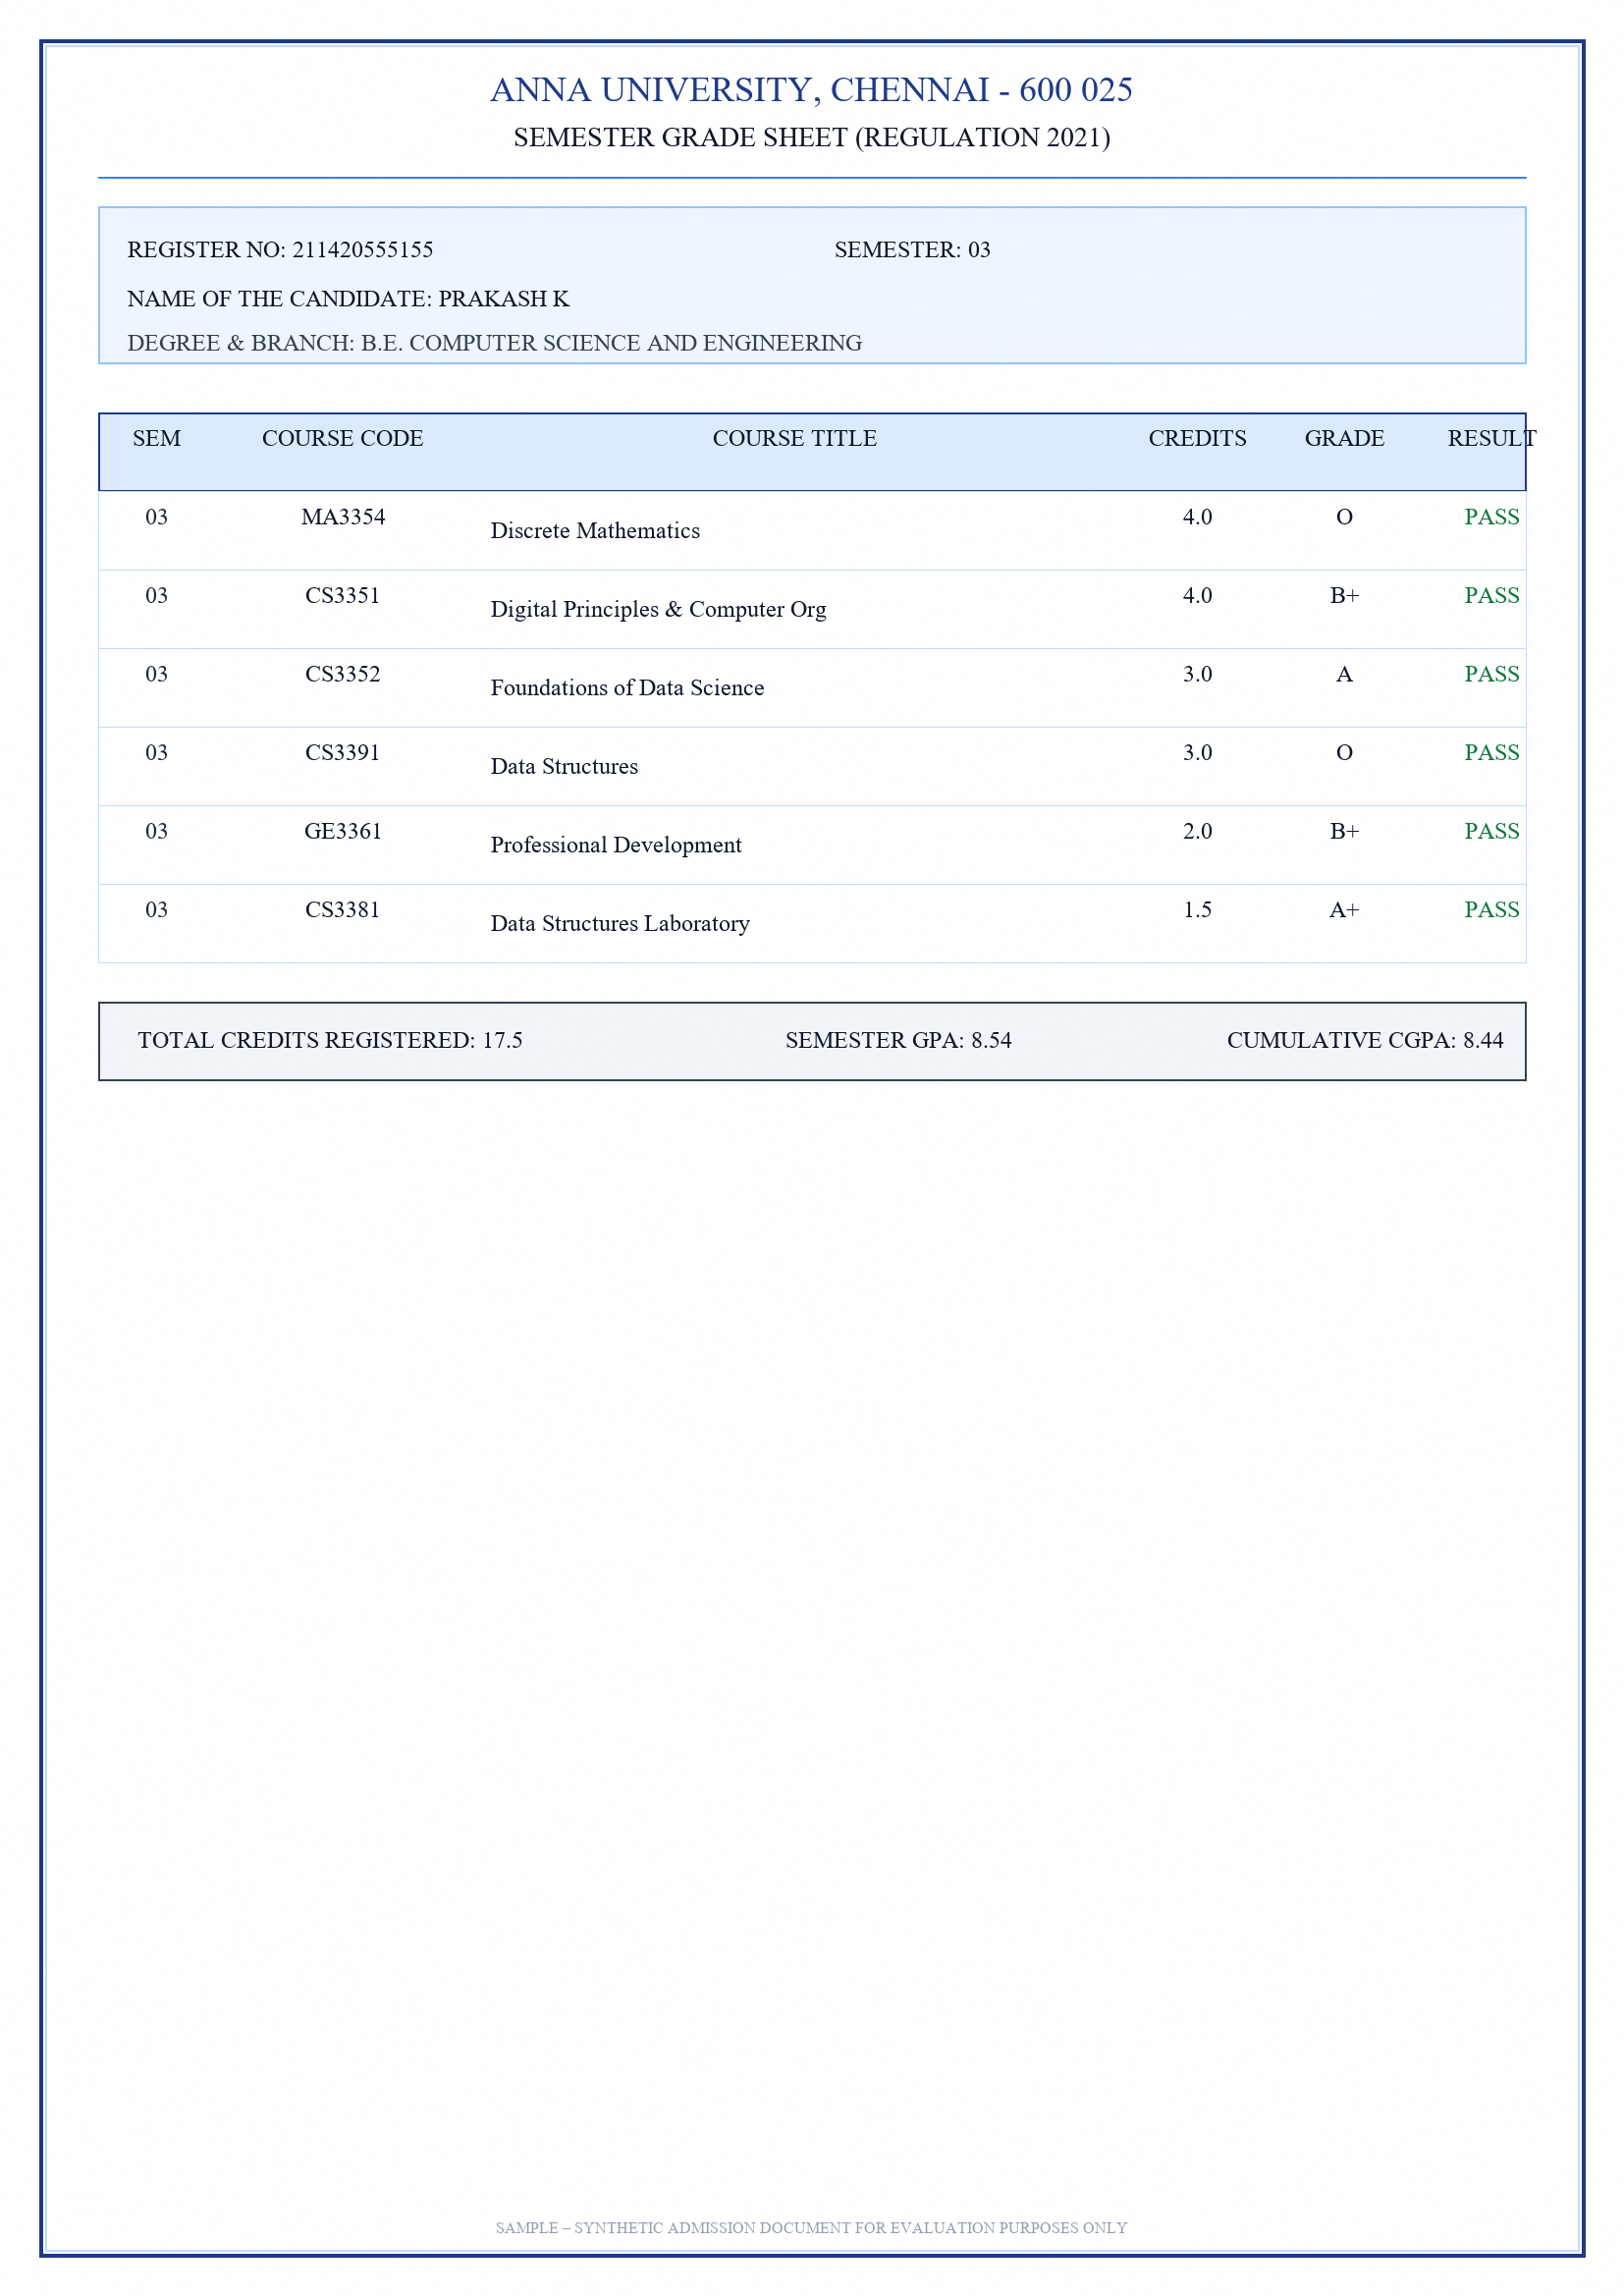 ANNA UNIVERSITY, CHENNAI - 600 025
SEMESTER GRADE SHEET (REGULATION 2021)
REGISTER NO: 211420555155 SEMESTER: 03
NAME OF THE CANDIDATE: PRAKASH K
DEGREE & BRANCH: B.E. COMPUTER SCIENCE AND ENGINEERING
SEM COURSE CODE COURSE TITLE CREDITS GRADE RESULT
03 MA3354 Discrete Mathematics 4.0 O PASS
03 CS3351 Digital Principles & Computer Org 4.0 B+ PASS
03 CS3352 Foundations of Data Science 3.0 A PASS
03 CS3391 Data Structures 3.0 O PASS
03 GE3361 Professional Development 2.0 B+ PASS
03 CS3381 Data Structures Laboratory 1.5 A+ PASS
TOTAL CREDITS REGISTERED: 17.5 SEMESTER GPA: 8.54 CUMULATIVE CGPA: 8.44
SAMPLE – SYNTHETIC ADMISSION DOCUMENT FOR EVALUATION PURPOSES ONLY